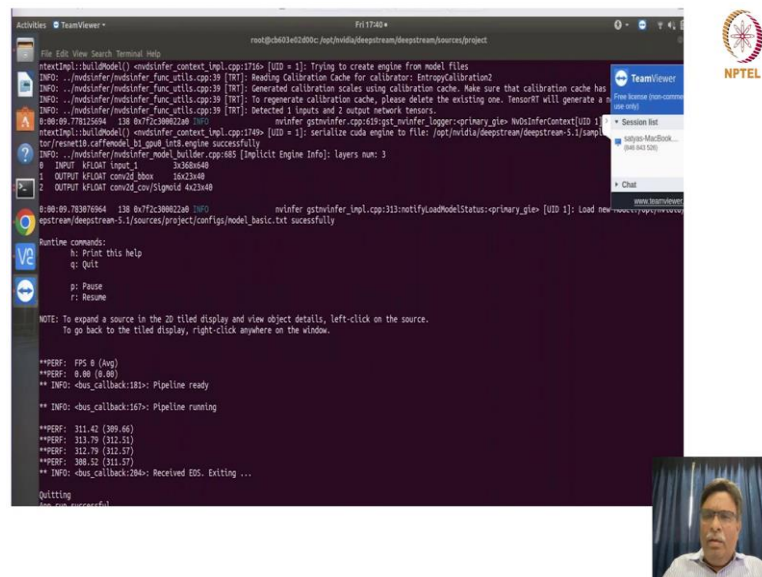 Activities TeamViewer Fri 17:40
root@cb603e02d00c: /opt/nvidia/deepstream/deepstream/sources/project
File Edit View Search Terminal Help
ntextImpl::buildModel() <nvdsinfer_context_impl.cpp:1716> [UID = 1]: Trying to create engine from model files
INFO: ../nvdsinfer/nvdsinfer_func_utils.cpp:39 [TRT]: Reading Calibration Cache for calibrator: EntropyCalibration2
INFO: ../nvdsinfer/nvdsinfer_func_utils.cpp:39 [TRT]: Generated calibration scales using calibration cache. Make sure that calibration cache has
INFO: ../nvdsinfer/nvdsinfer_func_utils.cpp:39 [TRT]: To regenerate calibration cache, please delete the existing one. TensorRT will generate a n
INFO: ../nvdsinfer/nvdsinfer_func_utils.cpp:39 [TRT]: Detected 1 inputs and 2 output network tensors.
0:00:09.778125694 138 0x7f2c300022a0 INFO nvinfer gstnvinfer.cpp:619:gst_nvinfer_logger:<primary_gie> NvDsInferContext[UID 1]
ntextImpl::buildModel() <nvdsinfer_context_impl.cpp:1749> [UID = 1]: serialize cuda engine to file: /opt/nvidia/deepstream/deepstream-5.1/sampl
tor/resnet10.caffemodel_b1_gpu0_int8.engine successfully
INFO: ../nvdsinfer/nvdsinfer_model_builder.cpp:685 [Implicit Engine Info]: layers num: 3
0 INPUT kFLOAT input_1 3x368x640
1 OUTPUT kFLOAT conv2d_bbox 16x23x40
2 OUTPUT kFLOAT conv2d_cov/Sigmoid 4x23x40
0:00:09.783076964 138 0x7f2c300022a0 INFO nvinfer gstnvinfer_impl.cpp:313:notifyLoadModelStatus:<primary_gie> [UID 1]: Load new
epstream/deepstream-5.1/sources/project/configs/model_basic.txt sucessfully
Runtime commands:
h: Print this help
q: Quit
p: Pause
r: Resume
NOTE: To expand a source in the 2D tiled display and view object details, left-click on the source.
To go back to the tiled display, right-click anywhere on the window.
**PERF: FPS 0 (Avg)
**PERF: 0.00 (0.00)
** INFO: <bus_callback:181>: Pipeline ready
** INFO: <bus_callback:167>: Pipeline running
**PERF: 311.42 (309.66)
**PERF: 313.79 (312.51)
**PERF: 312.79 (312.57)
**PERF: 308.52 (311.57)
** INFO: <bus_callback:204>: Received EOS. Exiting ...
Quitting
App run successful
TeamViewer
Free license (non-comme
use only)
Session list
satyas-MacBook...
(646 643 526)
Chat
www.teamviewer.
NPTEL